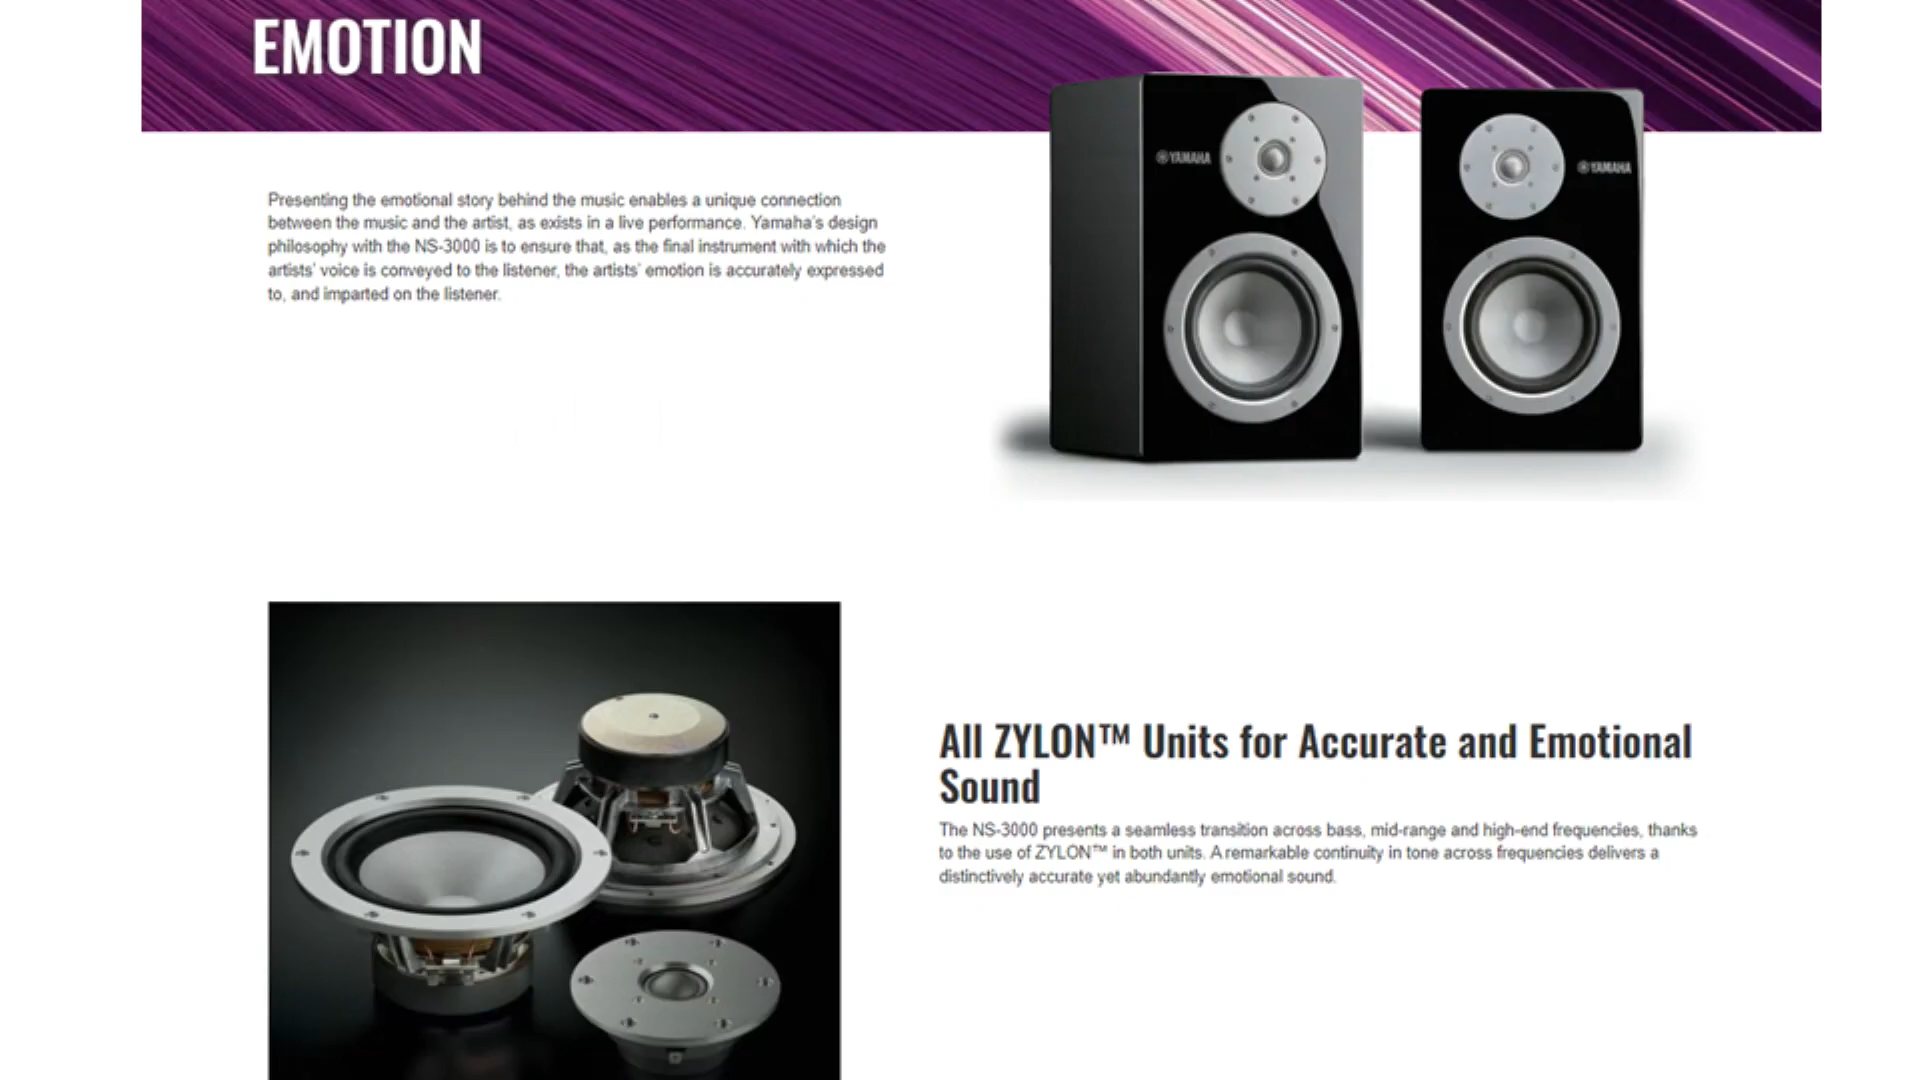 EMOTION
YAMAHA
YAMAHA
Presenting the emotional story behind the music enables a unique connection
between the music and the artist, as exists in a live performance. Yamaha's design
philosophy with the NS-3000 is to ensure that, as the final instrument with which the
artists' voice is conveyed to the listener, the artists' emotion is accurately expressed
to, and imparted on the listener.
All ZYLON™ Units for Accurate and Emotional
Sound
The NS-3000 presents a seamless transition across bass, mid-range and high-end frequencies, thanks
to the use of ZYLON™ in both units. A remarkable continuity in tone across frequencies delivers a
distinctively accurate yet abundantly emotional sound.